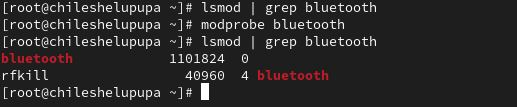 [root@chileshelupupa ~]# lsmod | grep bluetooth
[root@chileshelupupa ~]# modprobe bluetooth
[root@chileshelupupa ~]# lsmod | grep bluetooth
bluetooth            1101824  0
rfkill                 40960  4 bluetooth
[root@chileshelupupa ~]#